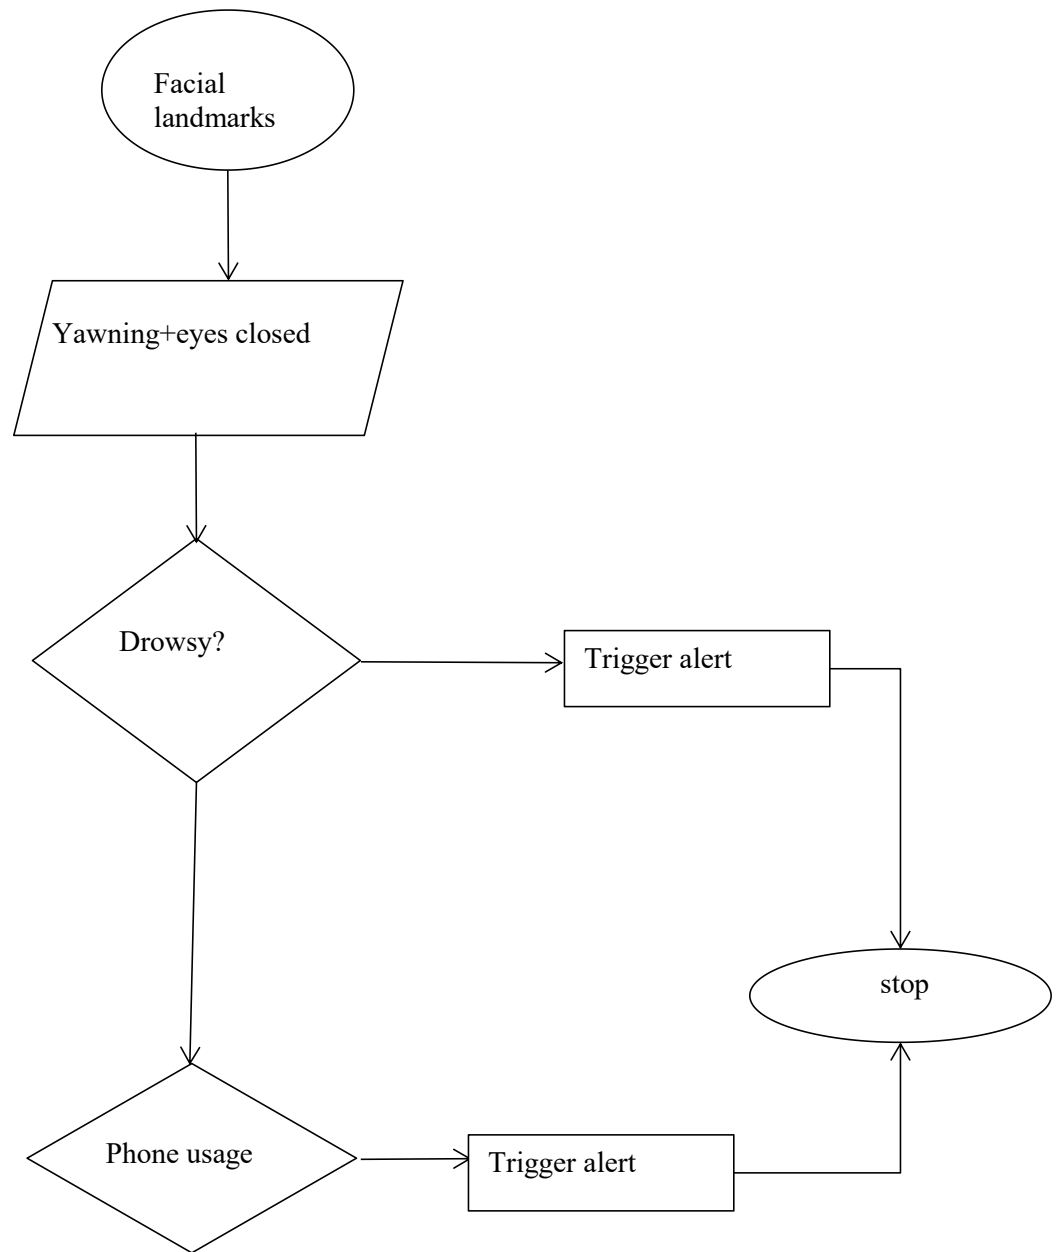 Facial
landmarks
Yawning+eyes closed
Drowsy?
Trigger alert
stop
Phone usage
Trigger alert